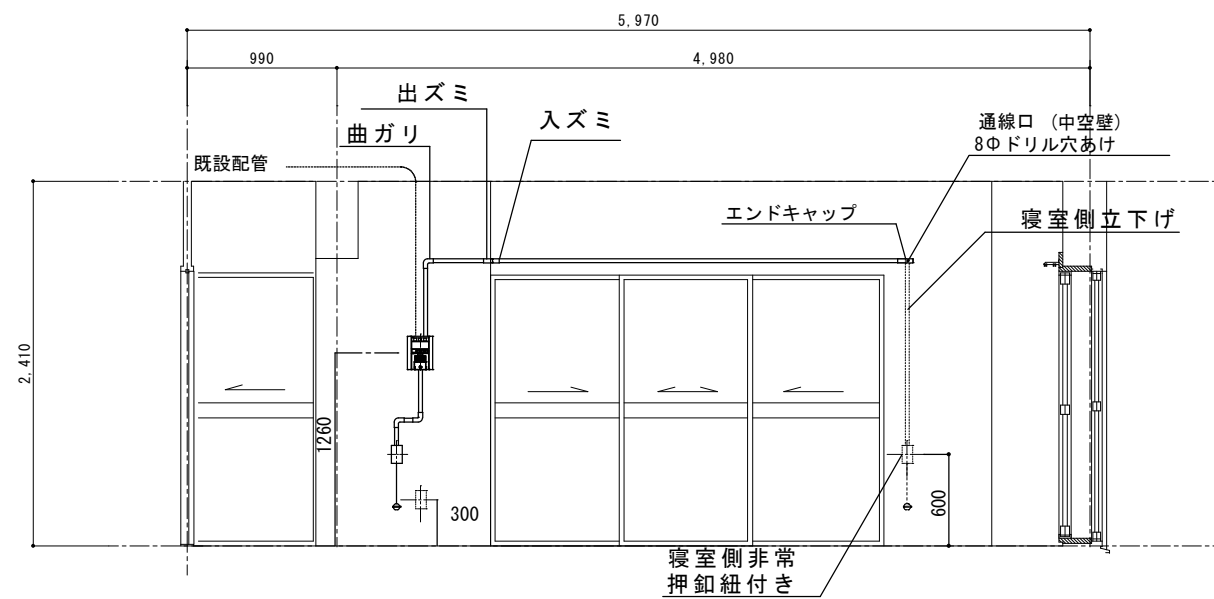 5,970
990
4,980
出ズミ
入ズミ
通線口 (中空壁)
8Φドリル穴あけ
曲ガリ
既設配管
エンドキャップ
寝室側立下げ
2,410
1260
300
600
寝室側非常
押釦紐付き